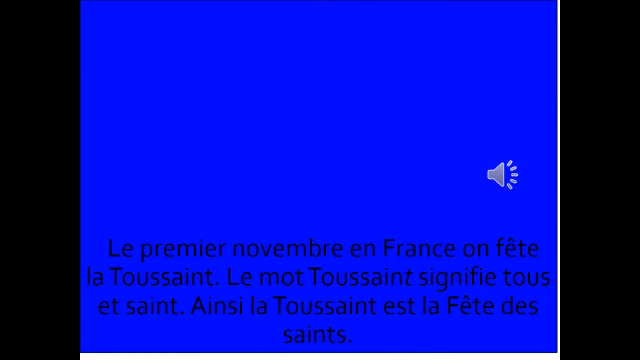 Le premier novembre en France on fête
la Toussaint. Le mot Toussaint signifie tous
et saint. Ainsi la Toussaint est la Fête des
saints.